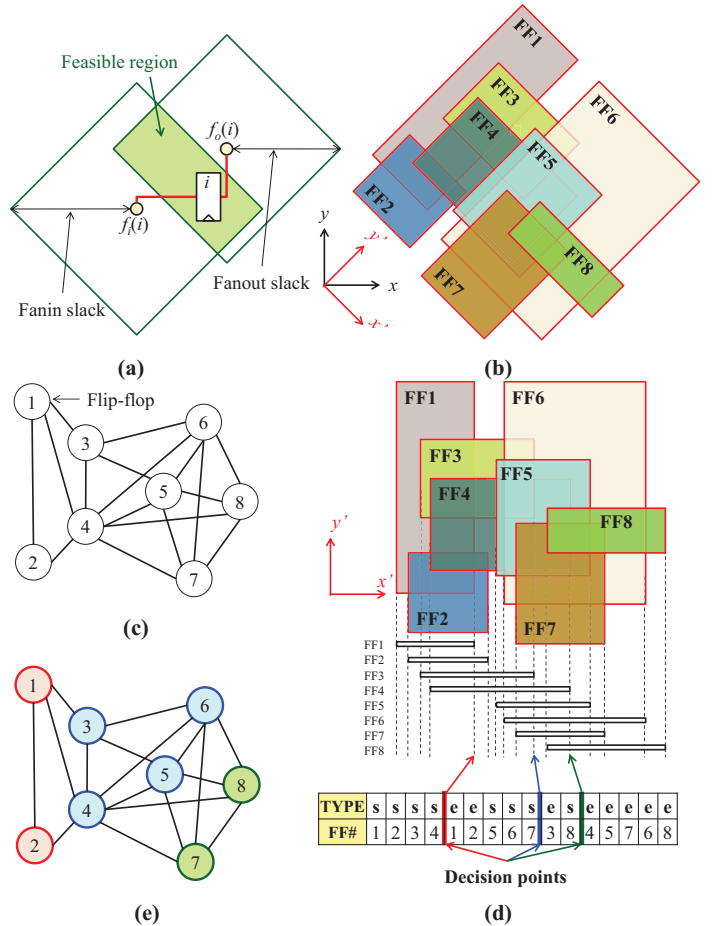 Feasible region
fo(i)
i
fi(i)
Fanout slack
Fanin slack
(a)
y
y'
x
x'
FF1
FF3
FF6
FF4
FF5
FF2
FF8
FF7
(b)
1
Flip-flop
3
6
5
8
4
2
7
(c)
FF1
FF6
FF3
FF5
FF4
FF8
y'
x'
FF2
FF7
FF1
FF2
FF3
FF4
FF5
FF6
FF7
FF8
TYPE s s s s e e s s s e s e e e e e
FF# 1 2 3 4 1 2 5 6 7 3 8 4 5 7 6 8
Decision points
(d)
1
3
6
5
8
4
2
7
(e)